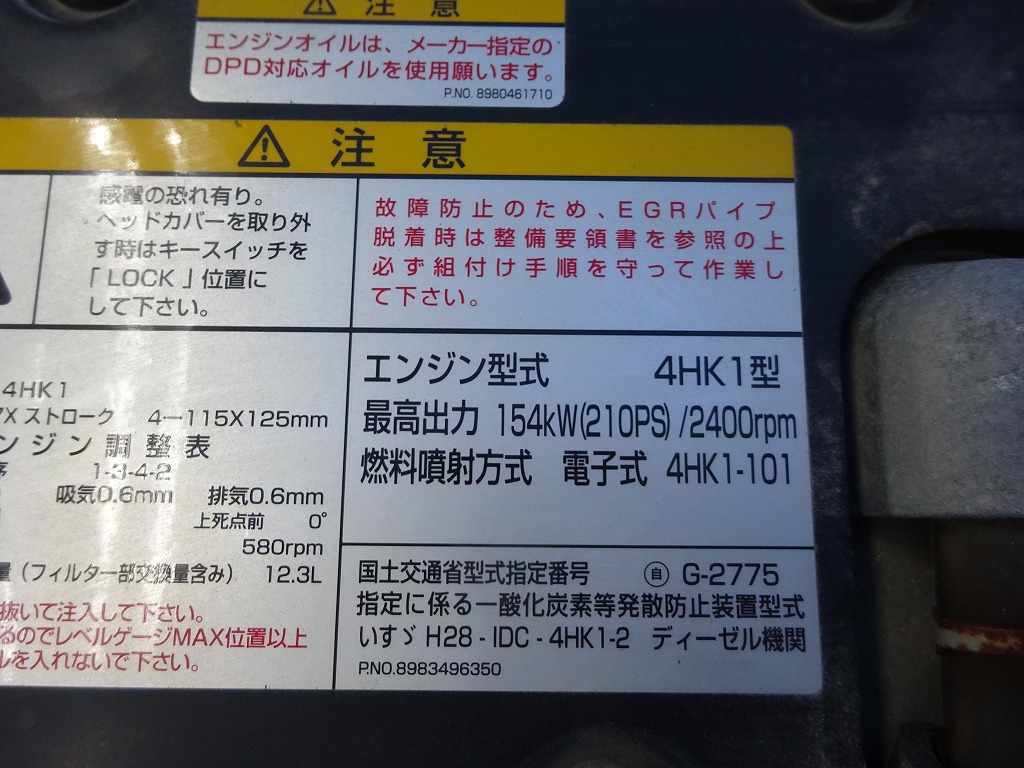 注意
エンジンオイルは、メーカー指定の
DPD対応オイルを使用願います。
P.NO. 8980461710
注意
感電の恐れ有り。
ヘッドカバーを取り外
す時はキースイッチを
「LOCK」位置に
して下さい。
故障防止のため、EGRパイプ
脱着時は整備要領書を参照の上
必ず組付け手順を守って作業し
て下さい。
4HK1
X ストローク 4ー115X125mm
ンジン調整表
序 1-3-4-2
吸気0.6mm 排気0.6mm
上死点前 0°
580rpm
量(フィルター部交換量含み) 12.3L
抜いて注入して下さい。
るのでレベルゲージMAX位置以上
ルを入れないで下さい。
エンジン型式 4HK1型
最高出力 154kW(210PS)/2400rpm
燃料噴射方式 電子式 4HK1-101
国土交通省型式指定番号 ㊀自 G-2775
指定に係る一酸化炭素等発散防止装置型式
いすゞ H28-IDC-4HK1-2 ディーゼル機関
P.NO.8983496350